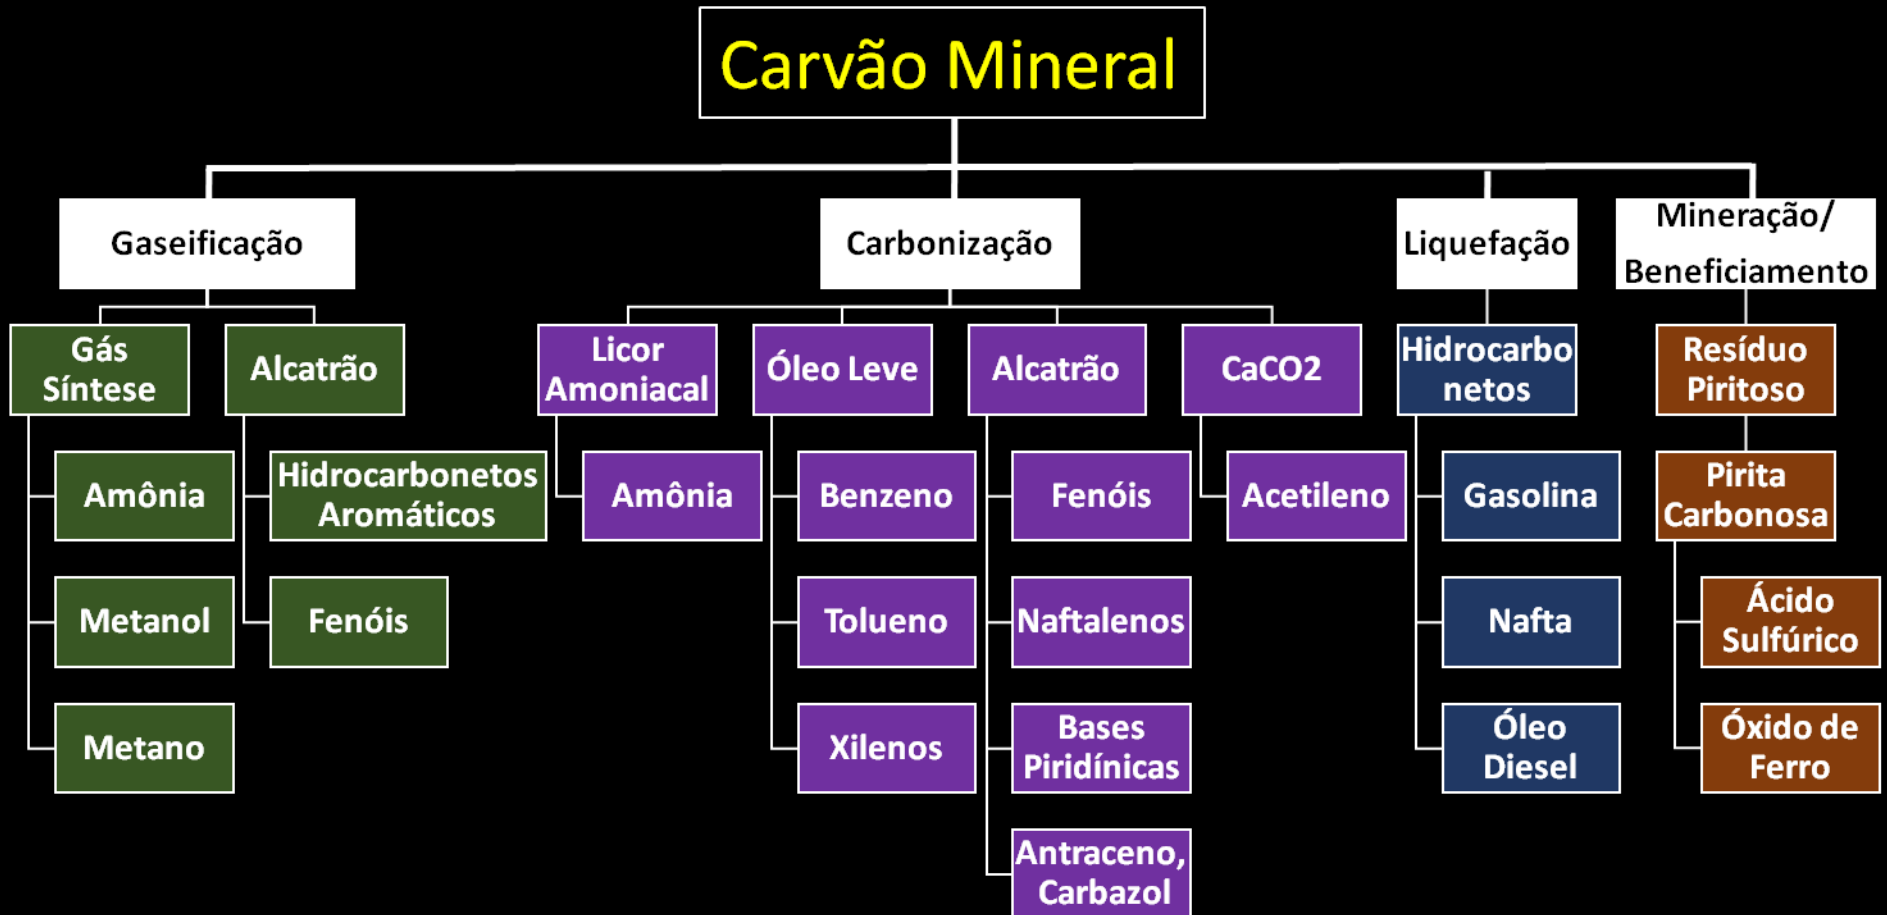 Carvão Mineral
Gaseificação
Carbonização
Liquefação
Mineração/
Beneficiamento
Gás
Síntese
Alcatrão
Licor
Amoniacal
Óleo Leve
Alcatrão
CaCO2
Hidrocarbo
netos
Resíduo
Piritoso
Amônia
Hidrocarbonetos
Aromáticos
Amônia
Benzeno
Fenóis
Acetileno
Gasolina
Pirita
Carbonosa
Metanol
Fenóis
Tolueno
Naftalenos
Nafta
Ácido
Sulfúrico
Metano
Xilenos
Bases
Piridínicas
Óleo
Diesel
Óxido de
Ferro
Antraceno,
Carbazol